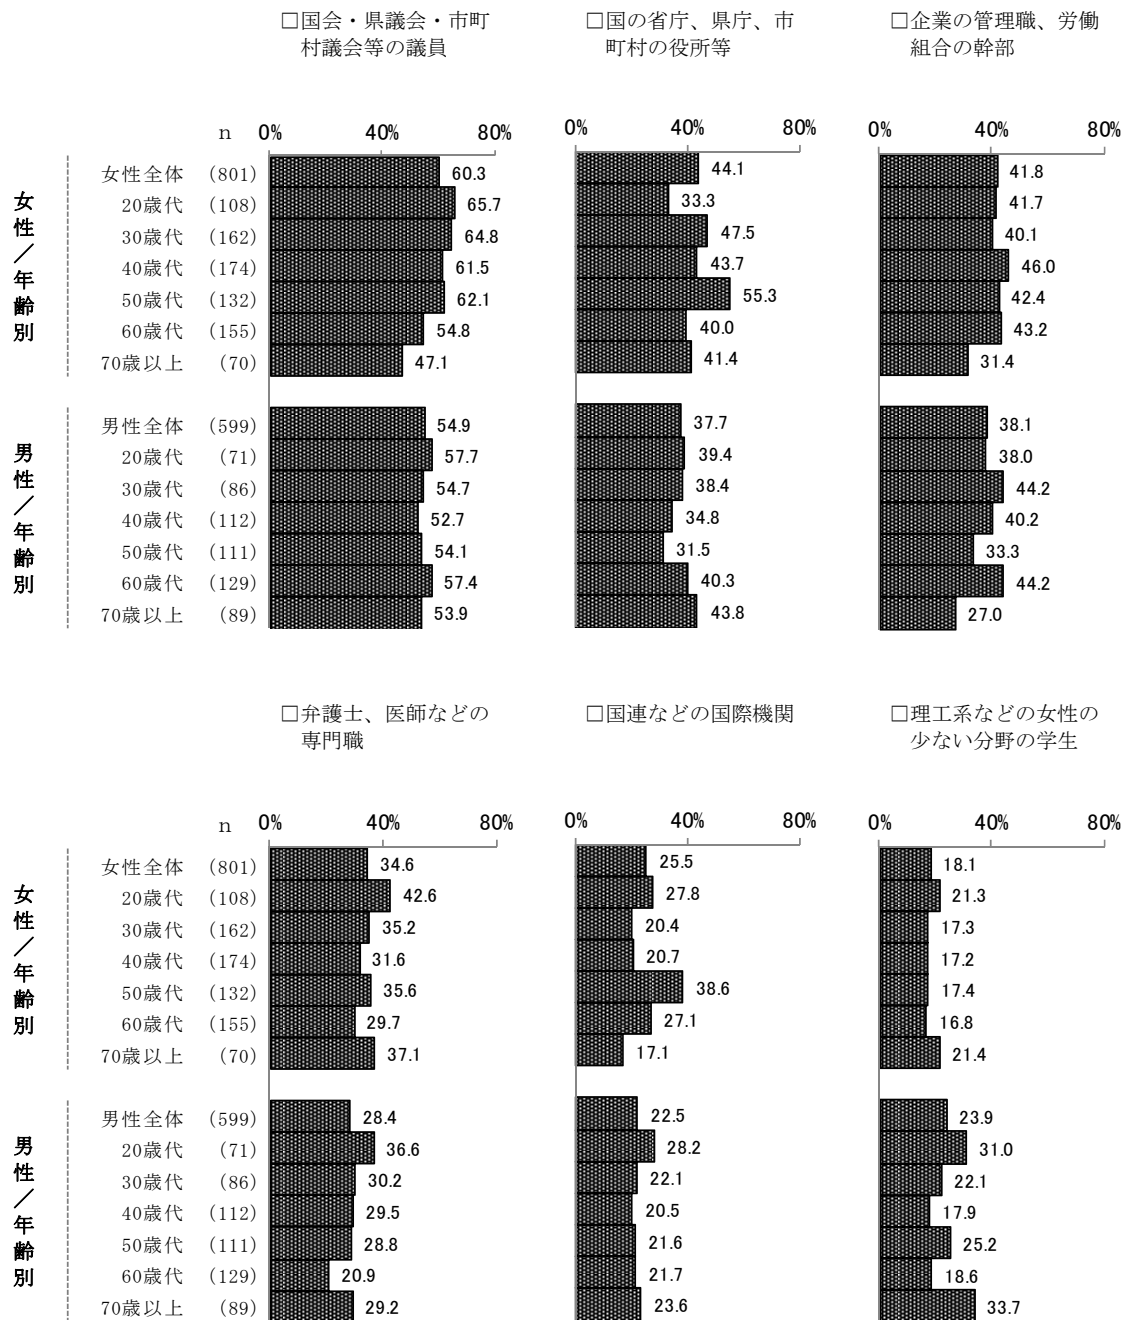 □国会・県議会・市町
村議会等の議員
□国の省庁、県庁、市
町村の役所等
□企業の管理職、労働
組合の幹部
n 0% 40% 80% 0% 40% 80% 0% 40% 80%
女性／年齢別
女性全体 (801) 60.3 44.1 41.8
20歳代 (108) 65.7 33.3 41.7
30歳代 (162) 64.8 47.5 40.1
40歳代 (174) 61.5 43.7 46.0
50歳代 (132) 62.1 55.3 42.4
60歳代 (155) 54.8 40.0 43.2
70歳以上 (70) 47.1 41.4 31.4
男性／年齢別
男性全体 (599) 54.9 37.7 38.1
20歳代 (71) 57.7 39.4 38.0
30歳代 (86) 54.7 38.4 44.2
40歳代 (112) 52.7 34.8 40.2
50歳代 (111) 54.1 31.5 33.3
60歳代 (129) 57.4 40.3 44.2
70歳以上 (89) 53.9 43.8 27.0
□弁護士、医師などの
専門職
□国連などの国際機関
□理工系などの女性の
少ない分野の学生
n 0% 40% 80% 0% 40% 80% 0% 40% 80%
女性／年齢別
女性全体 (801) 34.6 25.5 18.1
20歳代 (108) 42.6 27.8 21.3
30歳代 (162) 35.2 20.4 17.3
40歳代 (174) 31.6 20.7 17.2
50歳代 (132) 35.6 38.6 17.4
60歳代 (155) 29.7 27.1 16.8
70歳以上 (70) 37.1 17.1 21.4
男性／年齢別
男性全体 (599) 28.4 22.5 23.9
20歳代 (71) 36.6 28.2 31.0
30歳代 (86) 30.2 22.1 22.1
40歳代 (112) 29.5 20.5 17.9
50歳代 (111) 28.8 21.6 25.2
60歳代 (129) 20.9 21.7 18.6
70歳以上 (89) 29.2 23.6 33.7